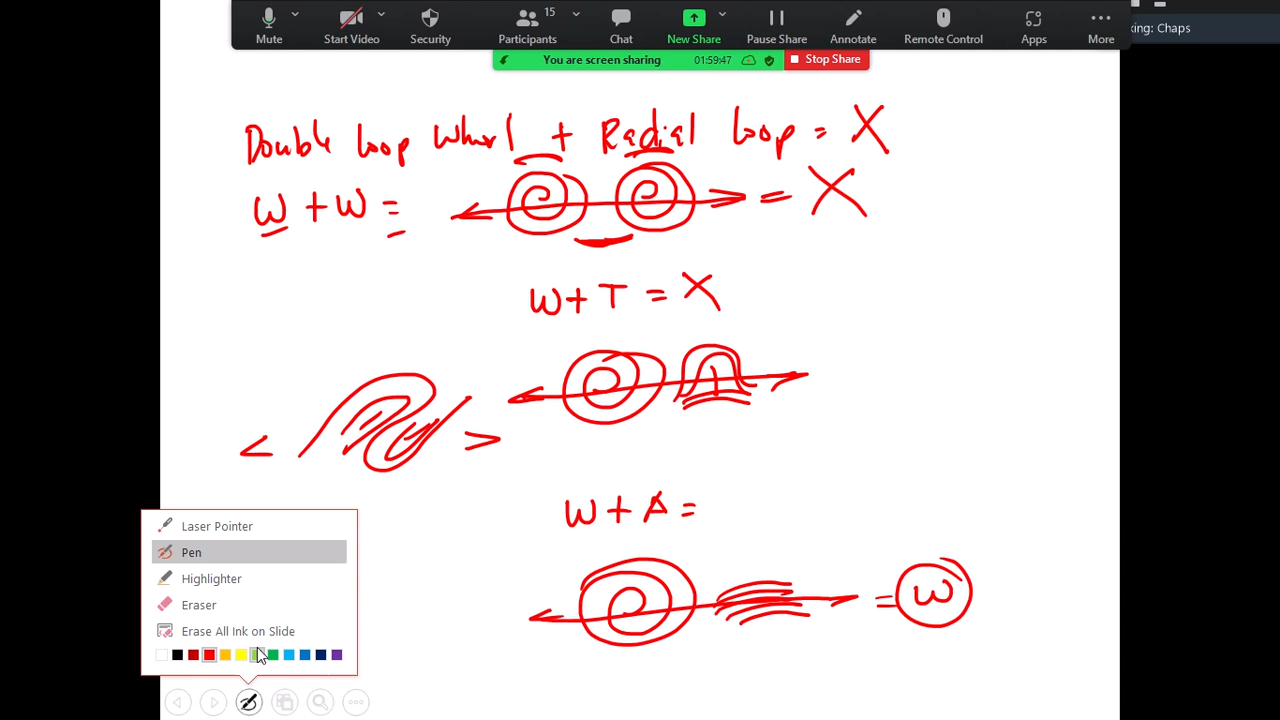 15
Mute
Start Video
Security
Participants
Chat
New Share
Pause Share
Annotate
Remote Control
Apps
More
king: Chaps
You are screen sharing
01:59:47
Stop Share
Double loop Whorl + Radial loop = X
W + W =
= X
W + T = X
< >
W + A =
= W
Laser Pointer
Pen
Highlighter
Eraser
Erase All Ink on Slide